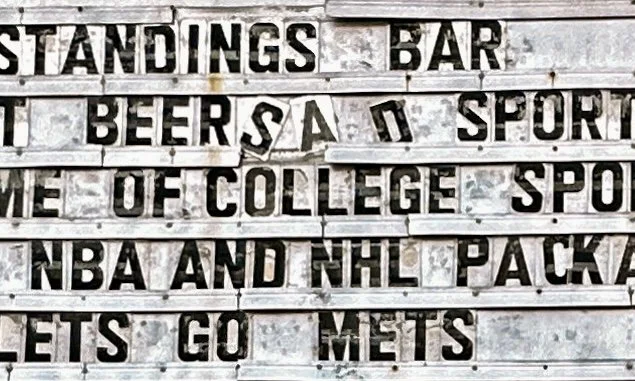 STANDINGS BAR
T BEERS A D SPORT
ME OF COLLEGE SPO
NBA AND NHL PACKA
LETS GO METS